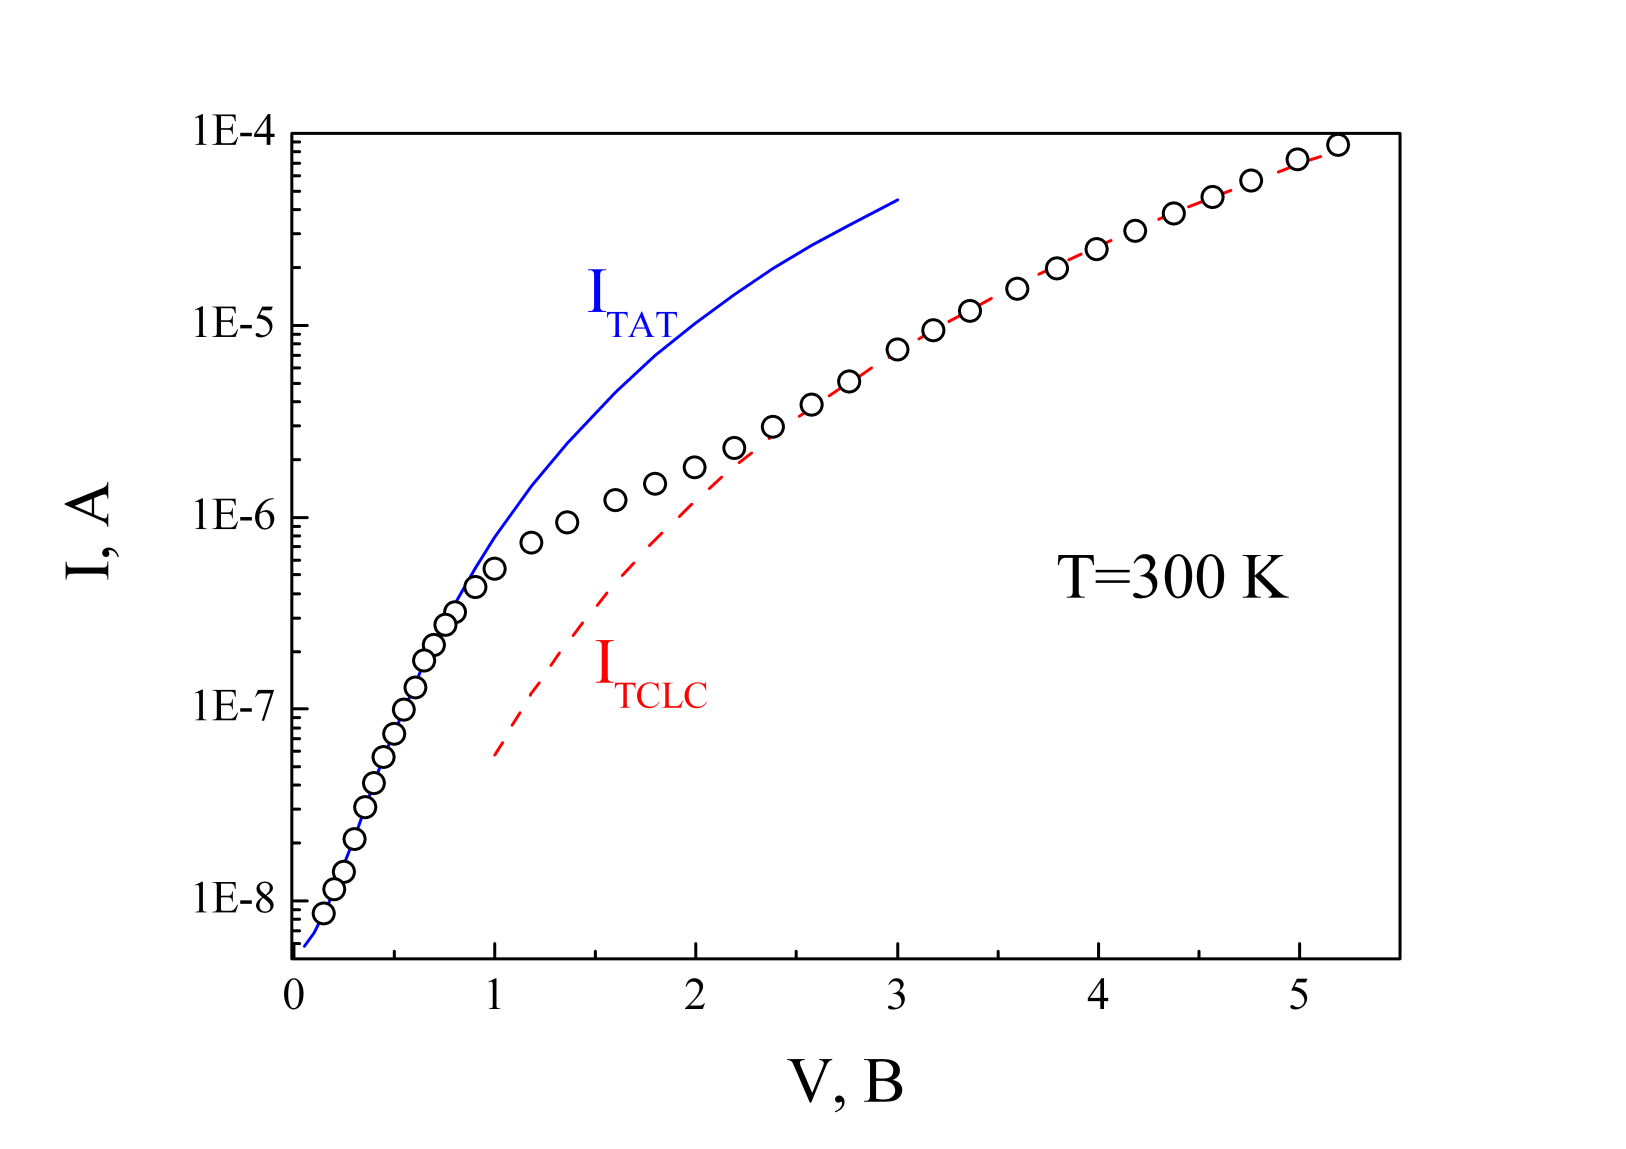 1E-4
1E-5
1E-6
1E-7
1E-8
I, A
I_TAT
I_TCLC
T=300 K
0 1 2 3 4 5
V, B